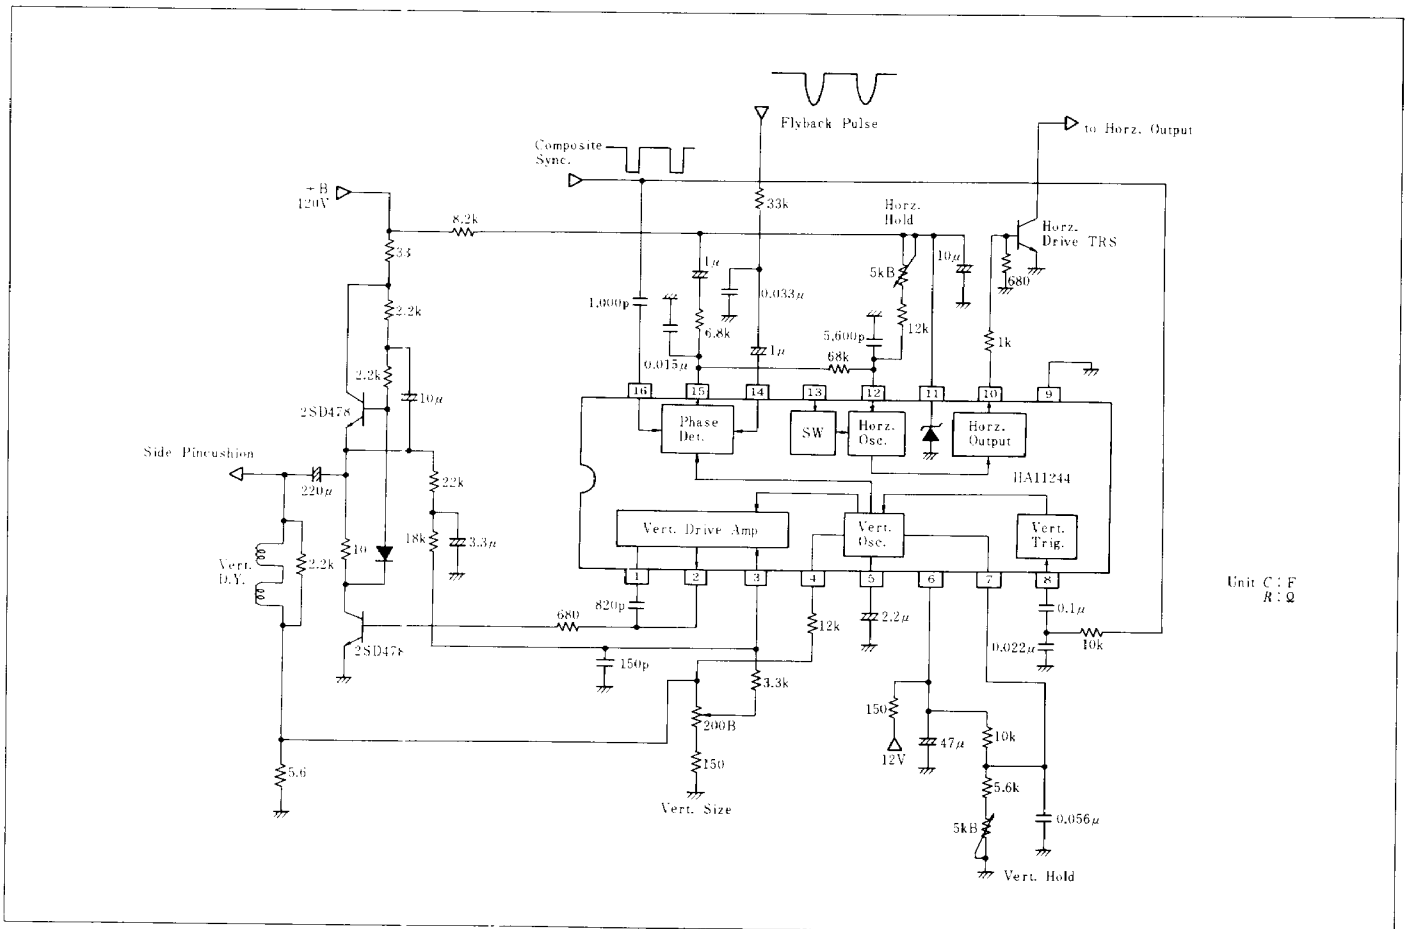 Flyback Pulse
to Horz. Output
Composite
Sync.
+B
120V
8.2k
33k
Horz.
Hold
Horz.
Drive TRS
33
1μ
5kB
10μ
680
2.2k
1,000p
0.033μ
6.8k
5,600p
12k
1k
0.015μ
1μ
68k
2.2k
10μ
2SD478
16
15
14
13
12
11
10
9
Phase
Det.
SW
Horz.
Osc.
Horz.
Output
HA11244
Side Pincushion
220μ
22k
Vert. Drive Amp
Vert.
Osc.
Vert.
Trig.
18k
3.3μ
10
2.2k
Vert.
D.Y.
1
2
3
4
5
6
7
8
Unit C : F
R : Ω
820p
680
12k
2.2μ
0.1μ
0.022μ
10k
2SD478
150p
3.3k
200B
150
Vert. Size
5.6
150
12V
47μ
10k
5.6k
5kB
0.056μ
Vert. Hold